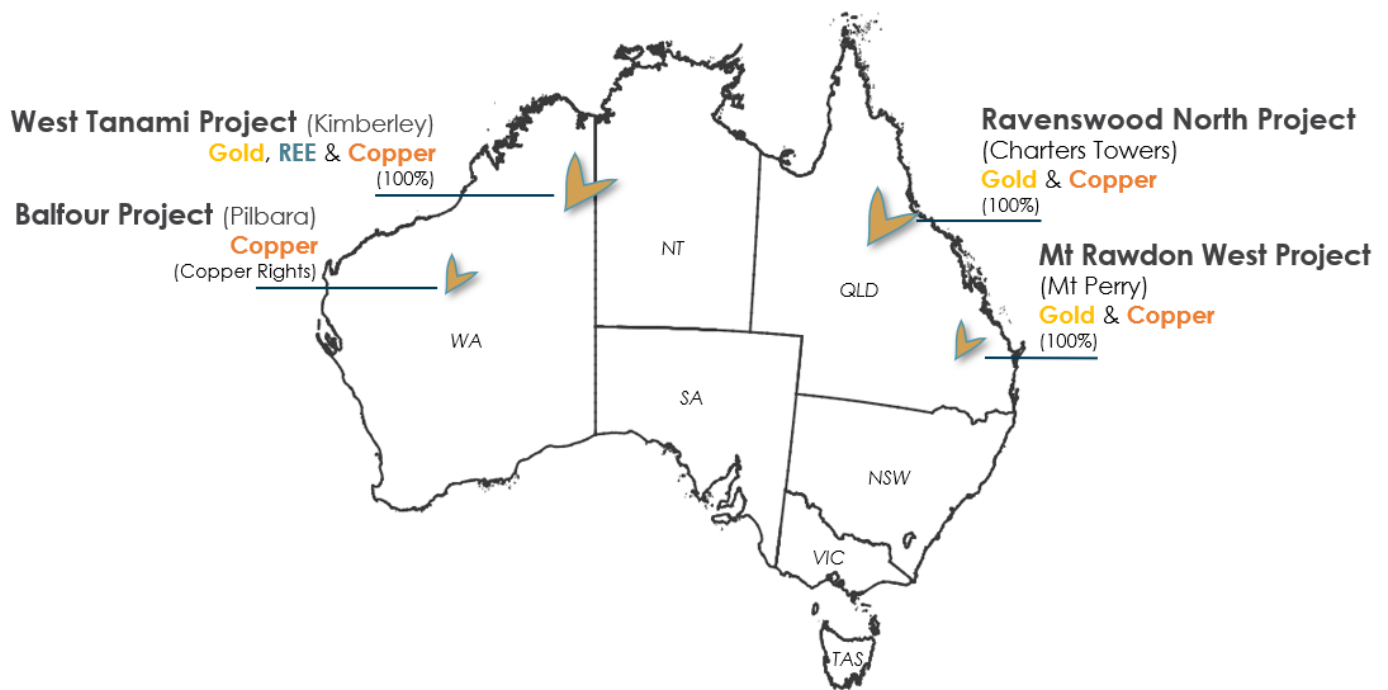 West Tanami Project (Kimberley)
Gold, REE & Copper
(100%)
Balfour Project (Pilbara)
Copper
(Copper Rights)
Ravenswood North Project
(Charters Towers)
Gold & Copper
(100%)
Mt Rawdon West Project
(Mt Perry)
Gold & Copper
(100%)
NT
QLD
WA
SA
NSW
VIC
TAS